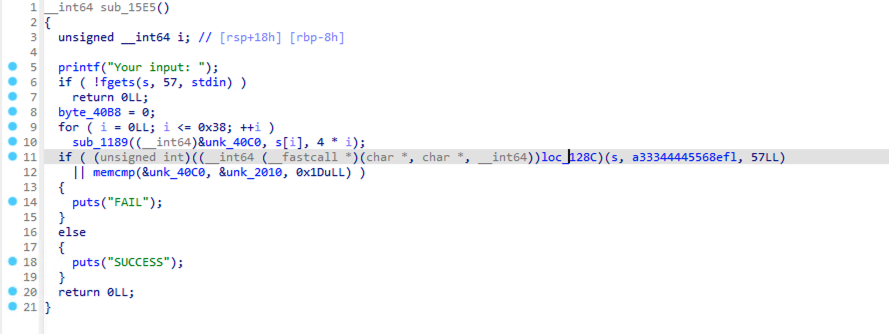 1 __int64 sub_15E5()
2 {
3 unsigned __int64 i; // [rsp+18h] [rbp-8h]
4
5 printf("Your input: ");
6 if ( !fgets(s, 57, stdin) )
7 return 0LL;
8 byte_40B8 = 0;
9 for ( i = 0LL; i <= 0x38; ++i )
10 sub_1189((__int64)&unk_40C0, s[i], 4 * i);
11 if ( (unsigned int)((__int64 (__fastcall *)(char *, char *, __int64))loc_128C)(s, a33344445568efl, 57LL)
12 || memcmp(&unk_40C0, &unk_2010, 0x1DuLL) )
13 {
14 puts("FAIL");
15 }
16 else
17 {
18 puts("SUCCESS");
19 }
20 return 0LL;
21 }